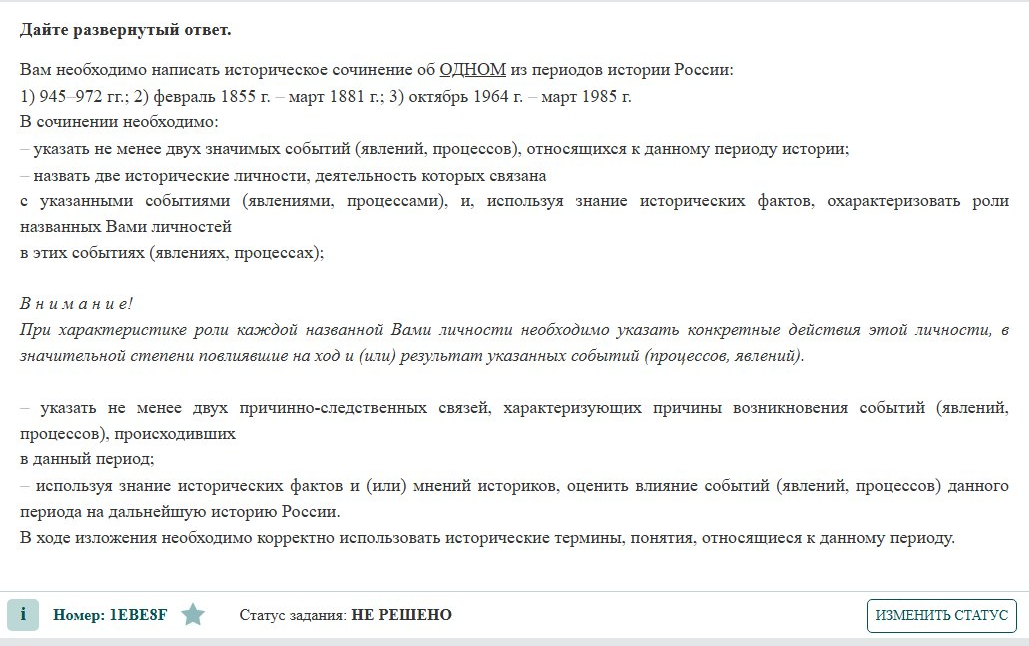 Дайте развернутый ответ.
Вам необходимо написать историческое сочинение об ОДНОМ из периодов истории России:
1) 945–972 гг.; 2) февраль 1855 г. – март 1881 г.; 3) октябрь 1964 г. – март 1985 г.
В сочинении необходимо:
– указать не менее двух значимых событий (явлений, процессов), относящихся к данному периоду истории;
– назвать две исторические личности, деятельность которых связана
с указанными событиями (явлениями, процессами), и, используя знание исторических фактов, охарактеризовать роли
названных Вами личностей
в этих событиях (явлениях, процессах);
В н и м а н и е!
При характеристике роли каждой названной Вами личности необходимо указать конкретные действия этой личности, в
значительной степени повлиявшие на ход и (или) результат указанных событий (процессов, явлений).
– указать не менее двух причинно-следственных связей, характеризующих причины возникновения событий (явлений,
процессов), происходивших
в данный период;
– используя знание исторических фактов и (или) мнений историков, оценить влияние событий (явлений, процессов) данного
периода на дальнейшую историю России.
В ходе изложения необходимо корректно использовать исторические термины, понятия, относящиеся к данному периоду.
i Номер: 1EBE8F Статус задания: НЕ РЕШЕНО ИЗМЕНИТЬ СТАТУС